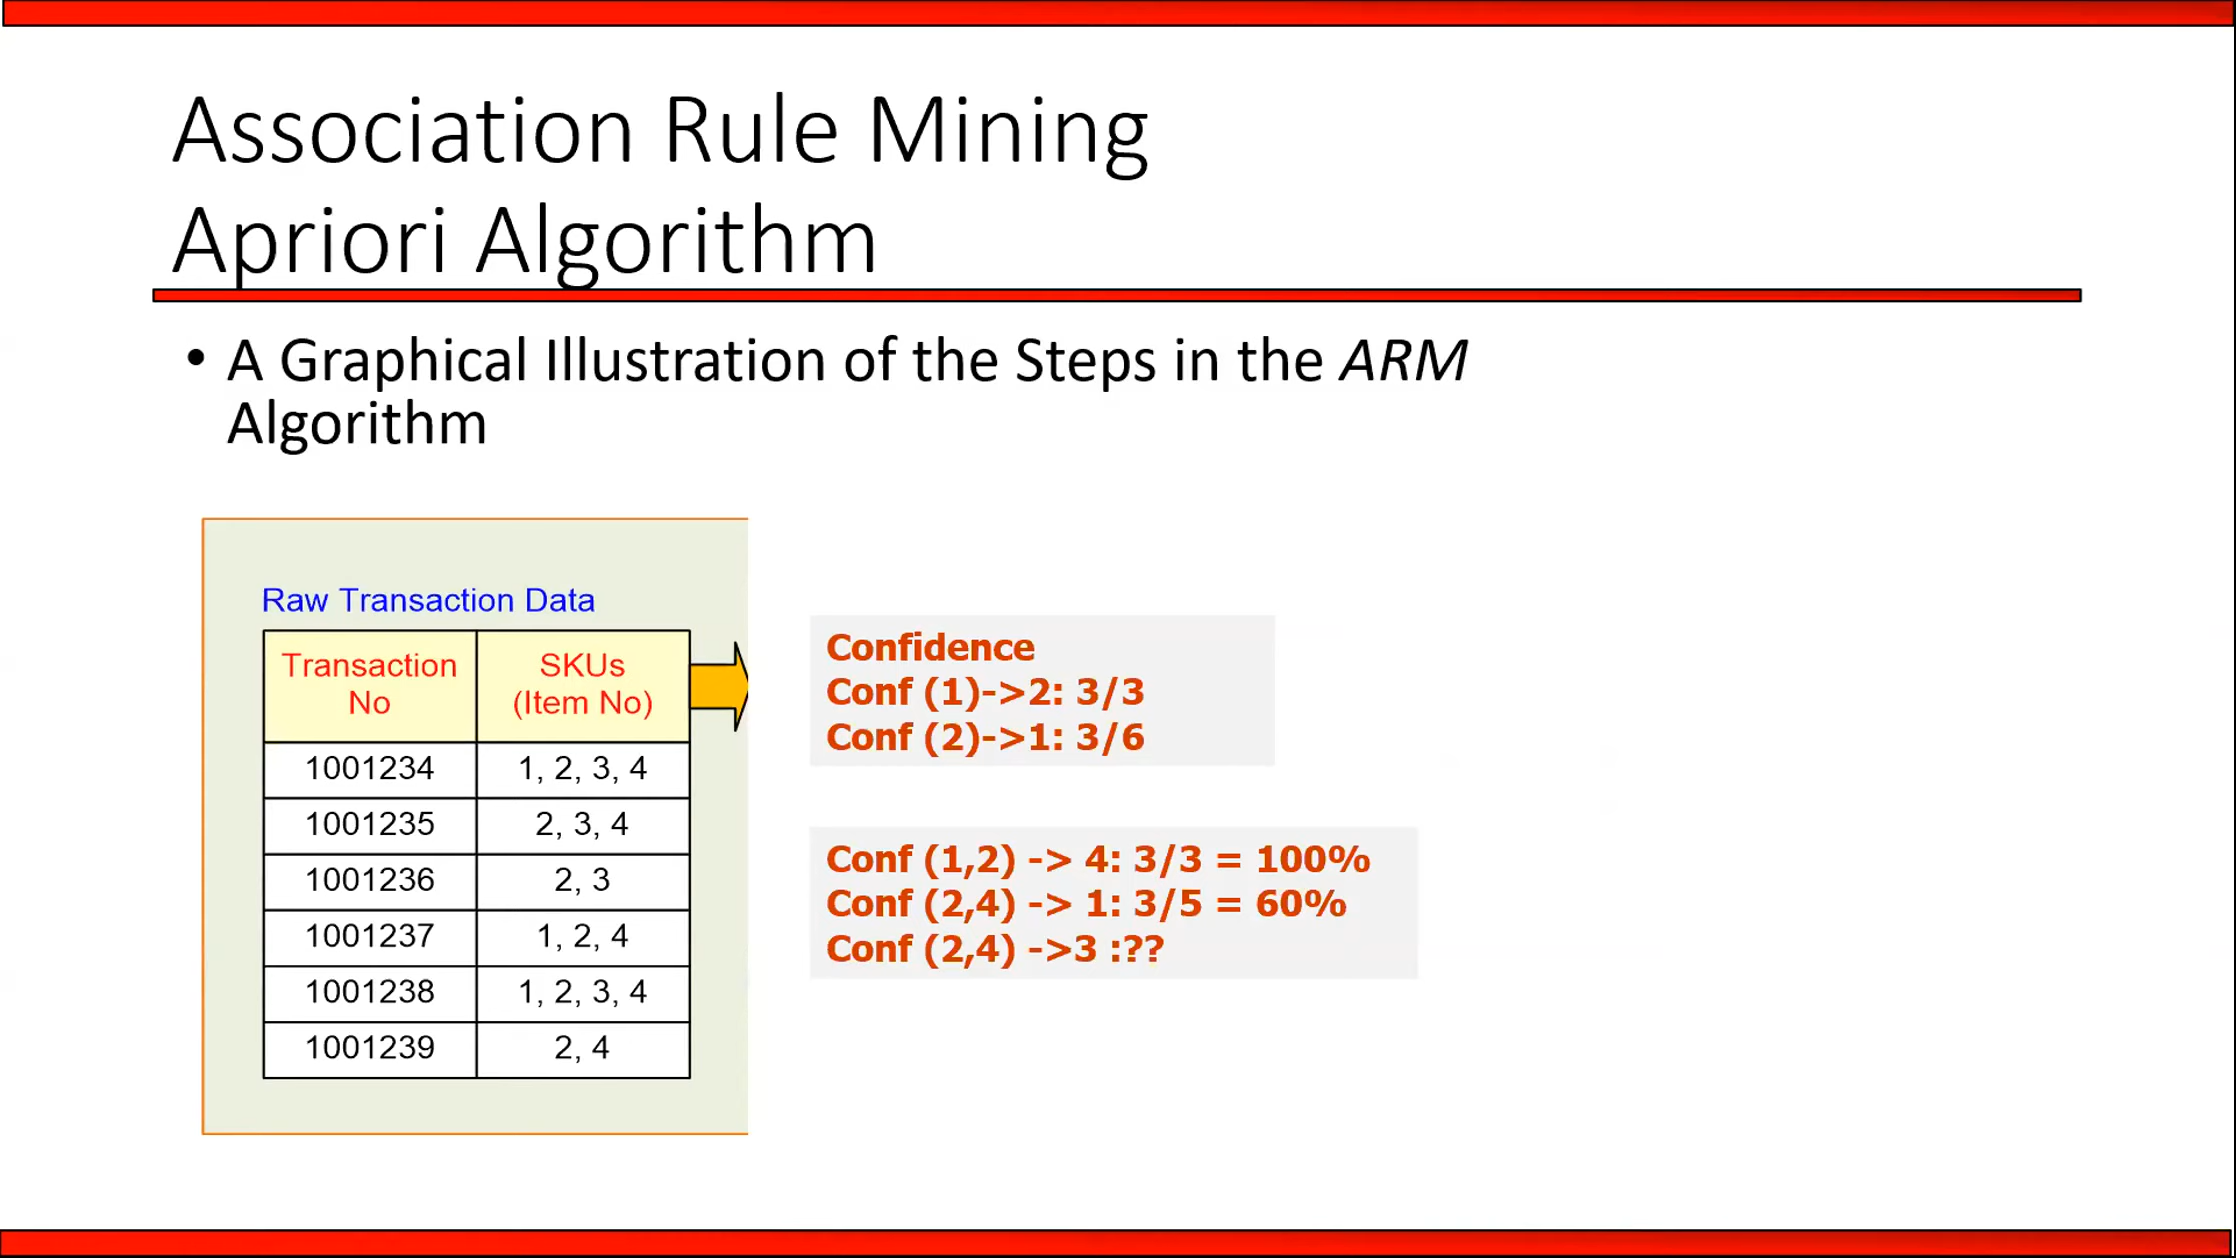 Association Rule Mining
Apriori Algorithm
• A Graphical Illustration of the Steps in the ARM
Algorithm
Raw Transaction Data
Transaction No SKUs (Item No)
1001234 1, 2, 3, 4
1001235 2, 3, 4
1001236 2, 3
1001237 1, 2, 4
1001238 1, 2, 3, 4
1001239 2, 4
Confidence
Conf (1)->2: 3/3
Conf (2)->1: 3/6
Conf (1,2) -> 4: 3/3 = 100%
Conf (2,4) -> 1: 3/5 = 60%
Conf (2,4) ->3 :??